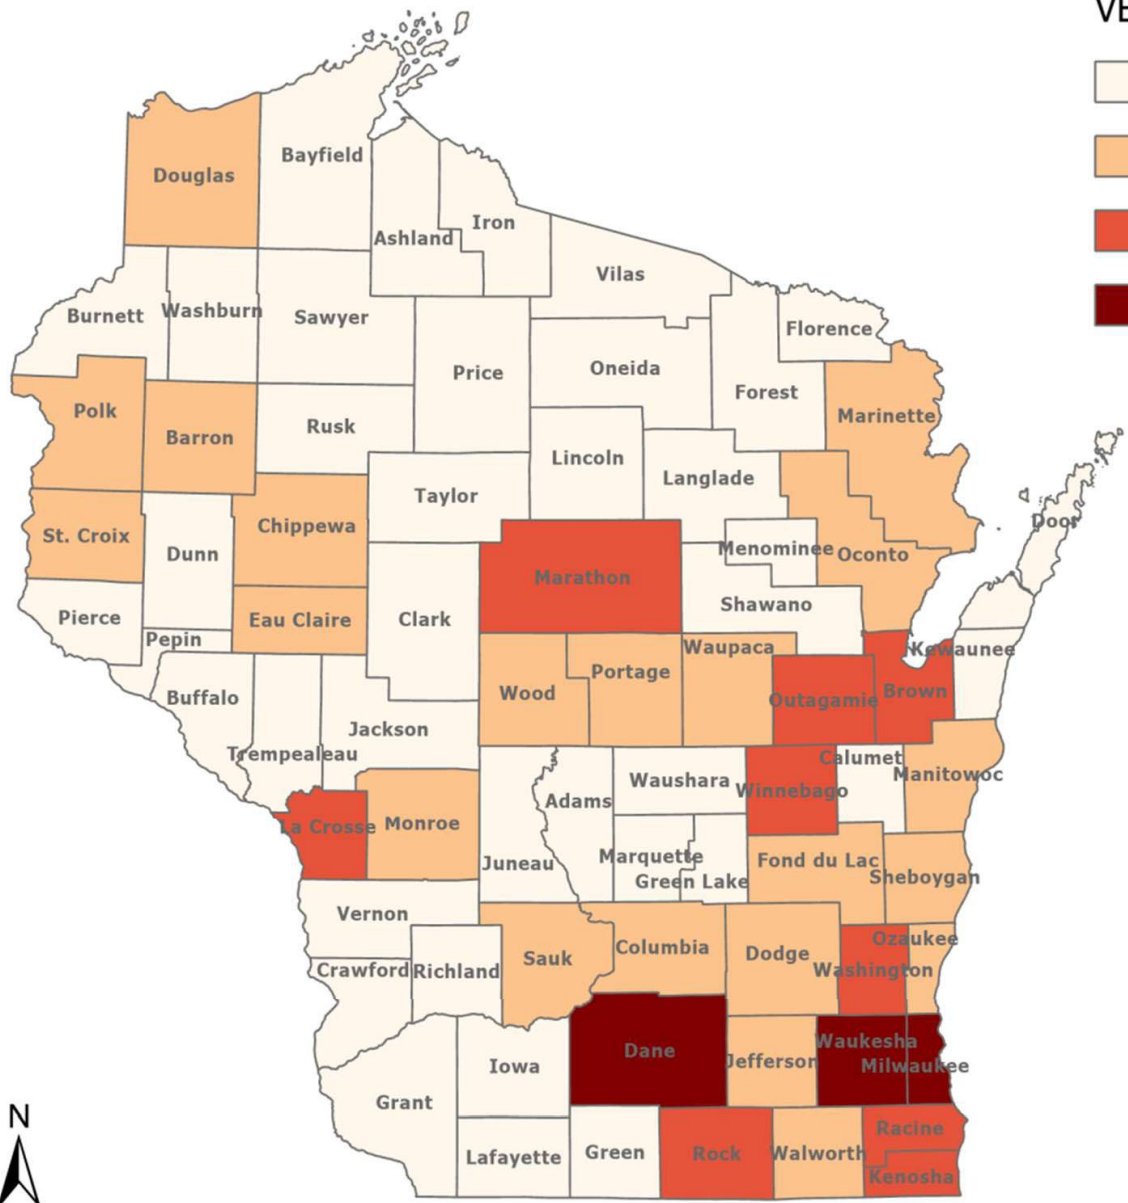 VE
Bayfield
Douglas
Iron
Ashland
Vilas
Washburn
Burnett
Sawyer
Florence
Oneida
Price
Forest
Polk
Marinette
Rusk
Barron
Lincoln
Langlade
Taylor
Door
Chippewa
St. Croix
Menominee
Dunn
Oconto
Marathon
Shawano
Pierce
Eau Claire
Clark
Pepin
Waupaca
Kewaunee
Portage
Wood
Brown
Buffalo
Outagamie
Jackson
Trempealeau
Calumet
Manitowoc
Waushara
Winnebago
Adams
La Crosse
Monroe
Marquette
Fond du Lac
Juneau
Sheboygan
Green Lake
Vernon
Ozaukee
Columbia
Dodge
Sauk
Crawford
Richland
Washington
Waukesha
Dane
Jefferson
Milwaukee
Iowa
Grant
N
Racine
Green
Rock
Walworth
Lafayette
Kenosha